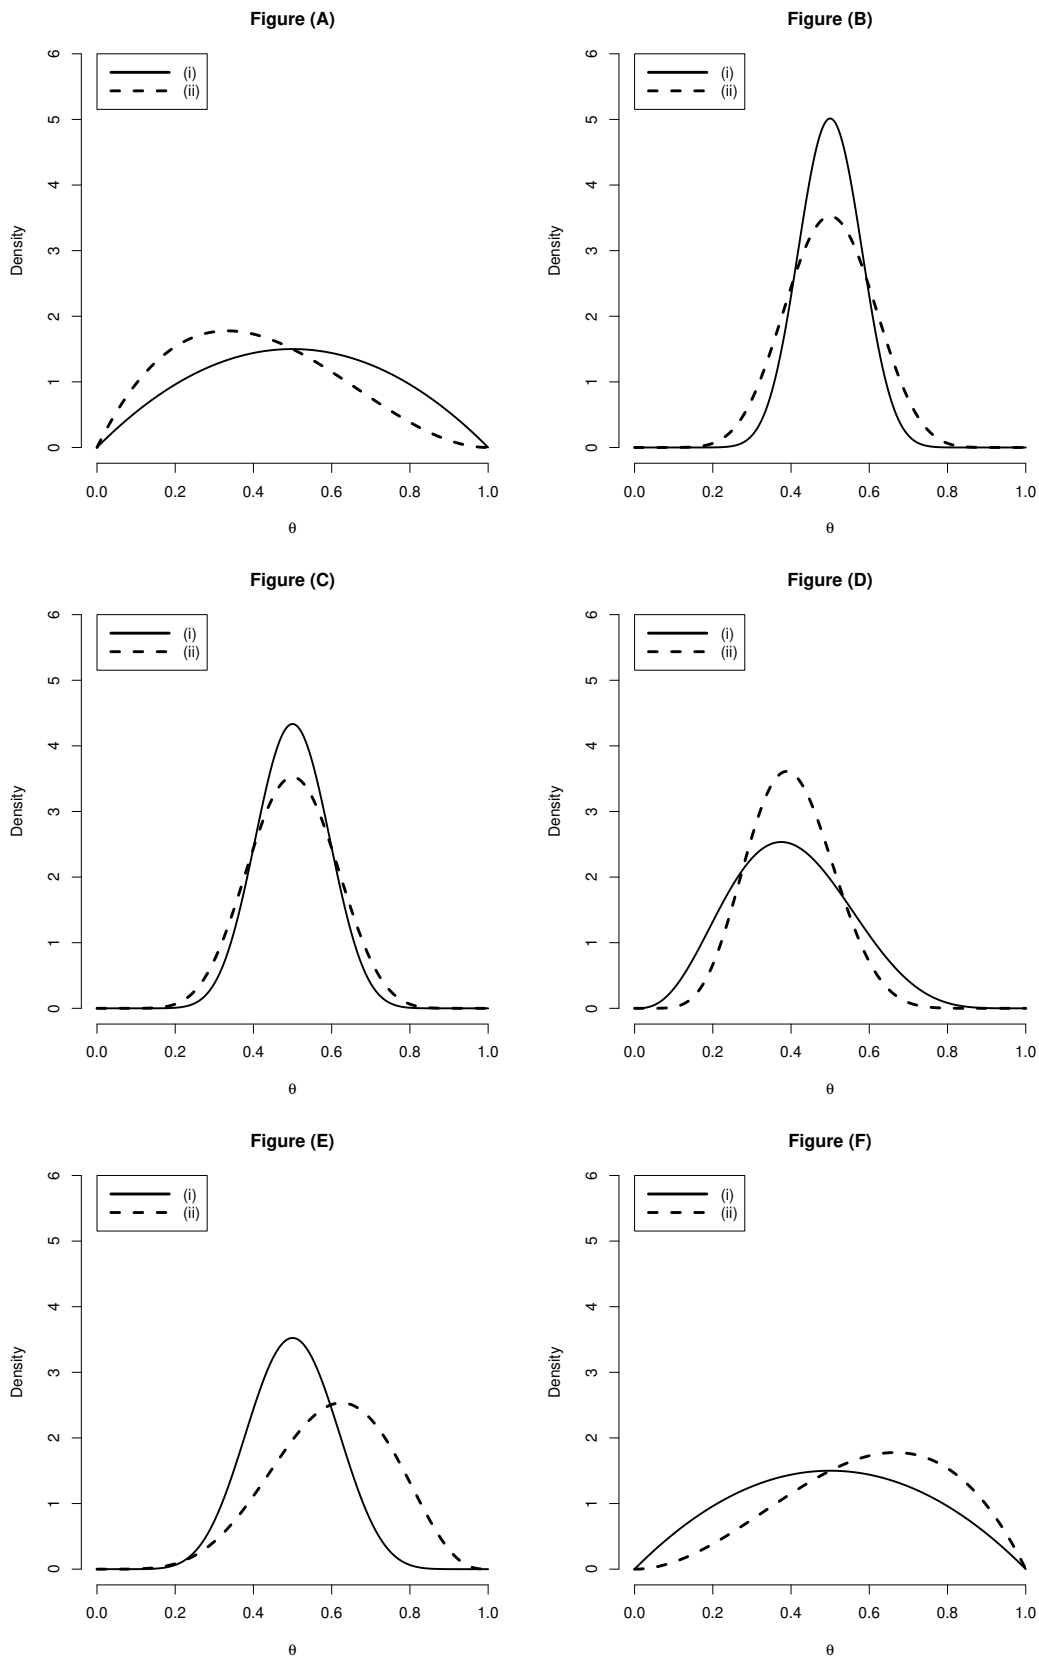 Figure (A)
Density
0 1 2 3 4 5 6
(i)
(ii)
0.0 0.2 0.4 0.6 0.8 1.0
θ
Figure (B)
Density
0 1 2 3 4 5 6
(i)
(ii)
0.0 0.2 0.4 0.6 0.8 1.0
θ
Figure (C)
Density
0 1 2 3 4 5 6
(i)
(ii)
0.0 0.2 0.4 0.6 0.8 1.0
θ
Figure (D)
Density
0 1 2 3 4 5 6
(i)
(ii)
0.0 0.2 0.4 0.6 0.8 1.0
θ
Figure (E)
Density
0 1 2 3 4 5 6
(i)
(ii)
0.0 0.2 0.4 0.6 0.8 1.0
θ
Figure (F)
Density
0 1 2 3 4 5 6
(i)
(ii)
0.0 0.2 0.4 0.6 0.8 1.0
θ